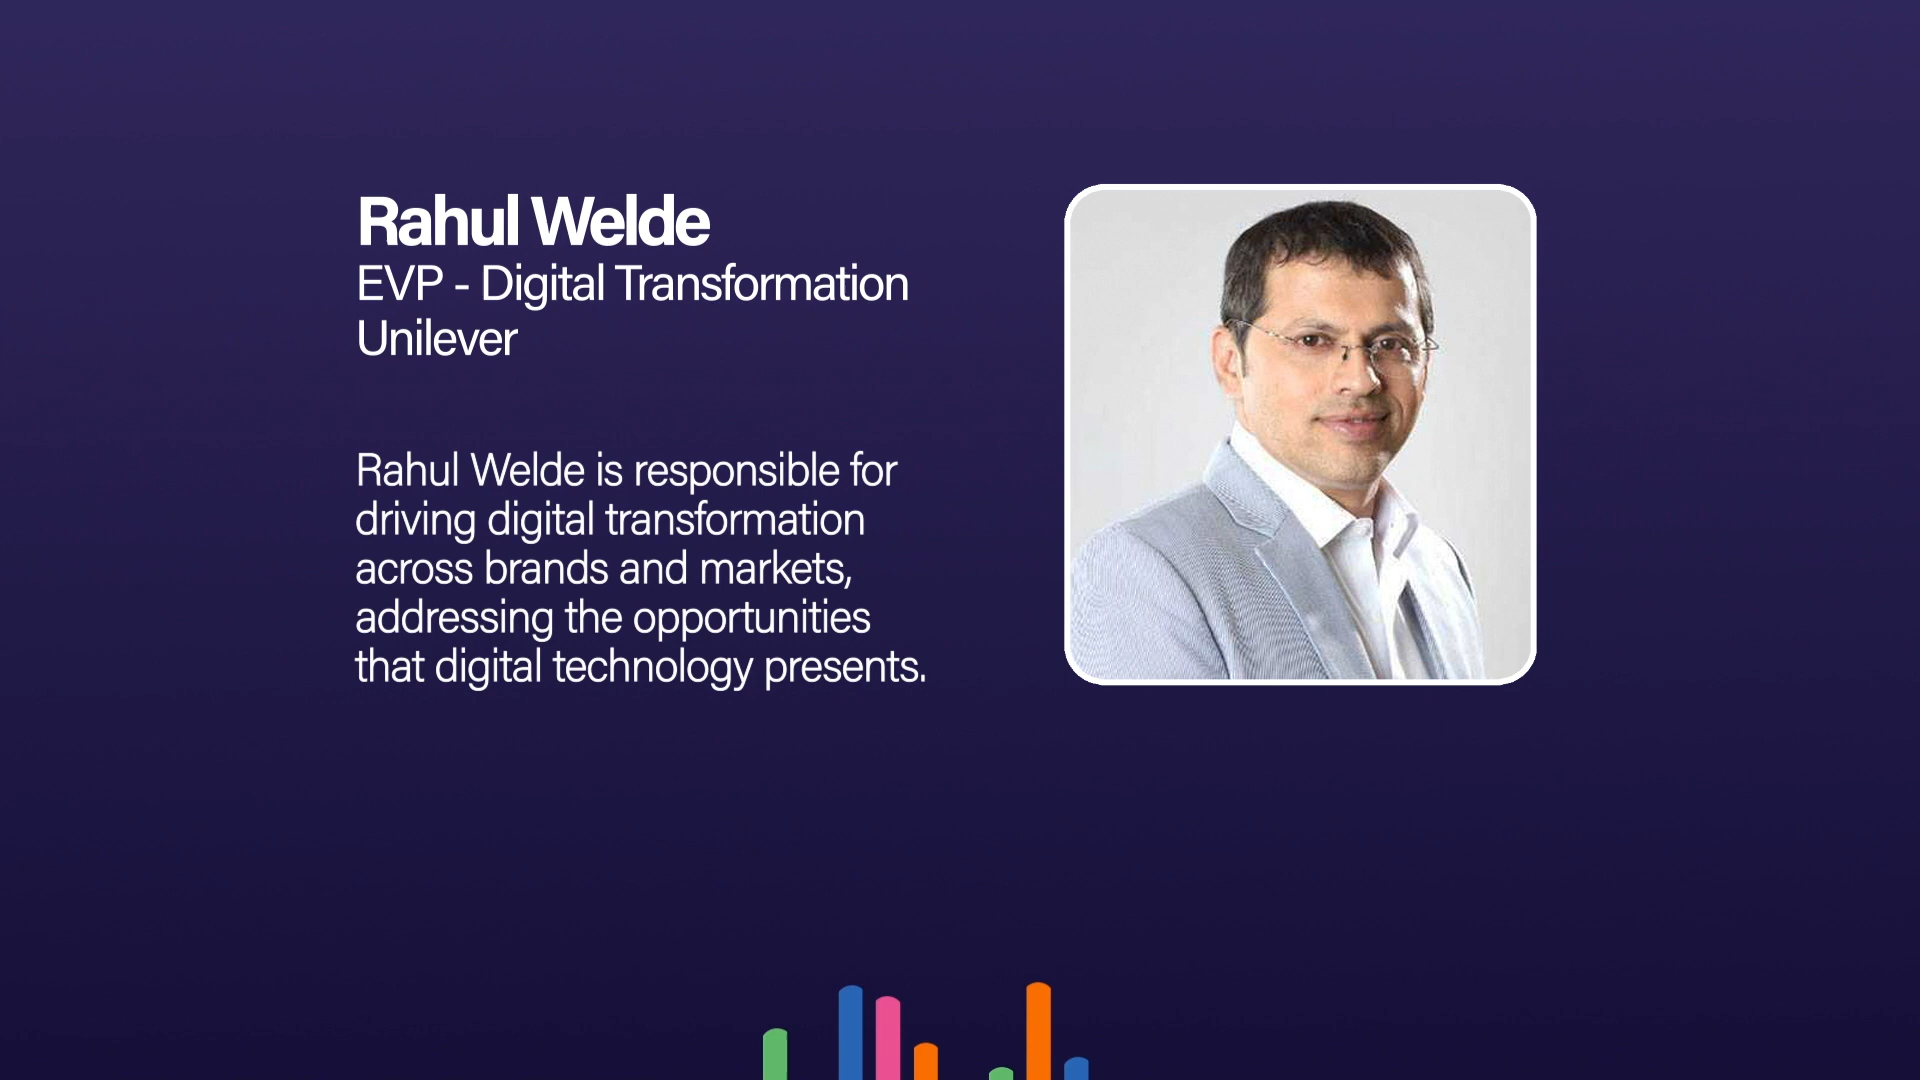 Rahul Welde
EVP - Digital Transformation
Unilever
Rahul Welde is responsible for
driving digital transformation
across brands and markets,
addressing the opportunities
that digital technology presents.